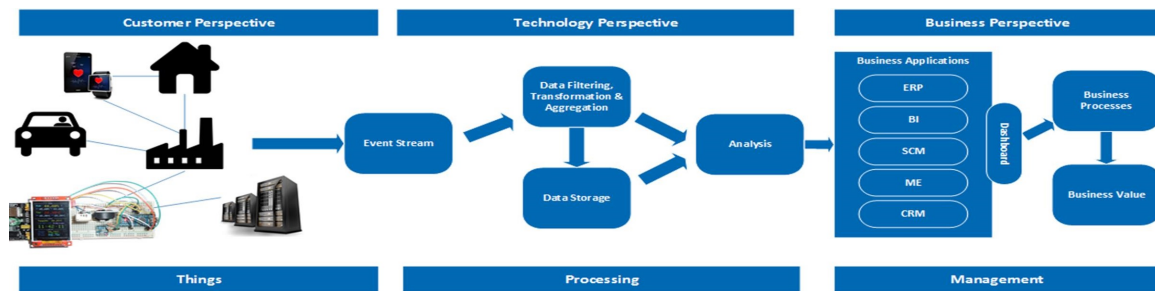 Customer Perspective
Technology Perspective
Business Perspective
Event Stream
Data Filtering,
Transformation &
Aggregation
Data Storage
Analysis
Business Applications
ERP
BI
SCM
ME
CRM
Dashboard
Business
Processes
Business Value
Things
Processing
Management